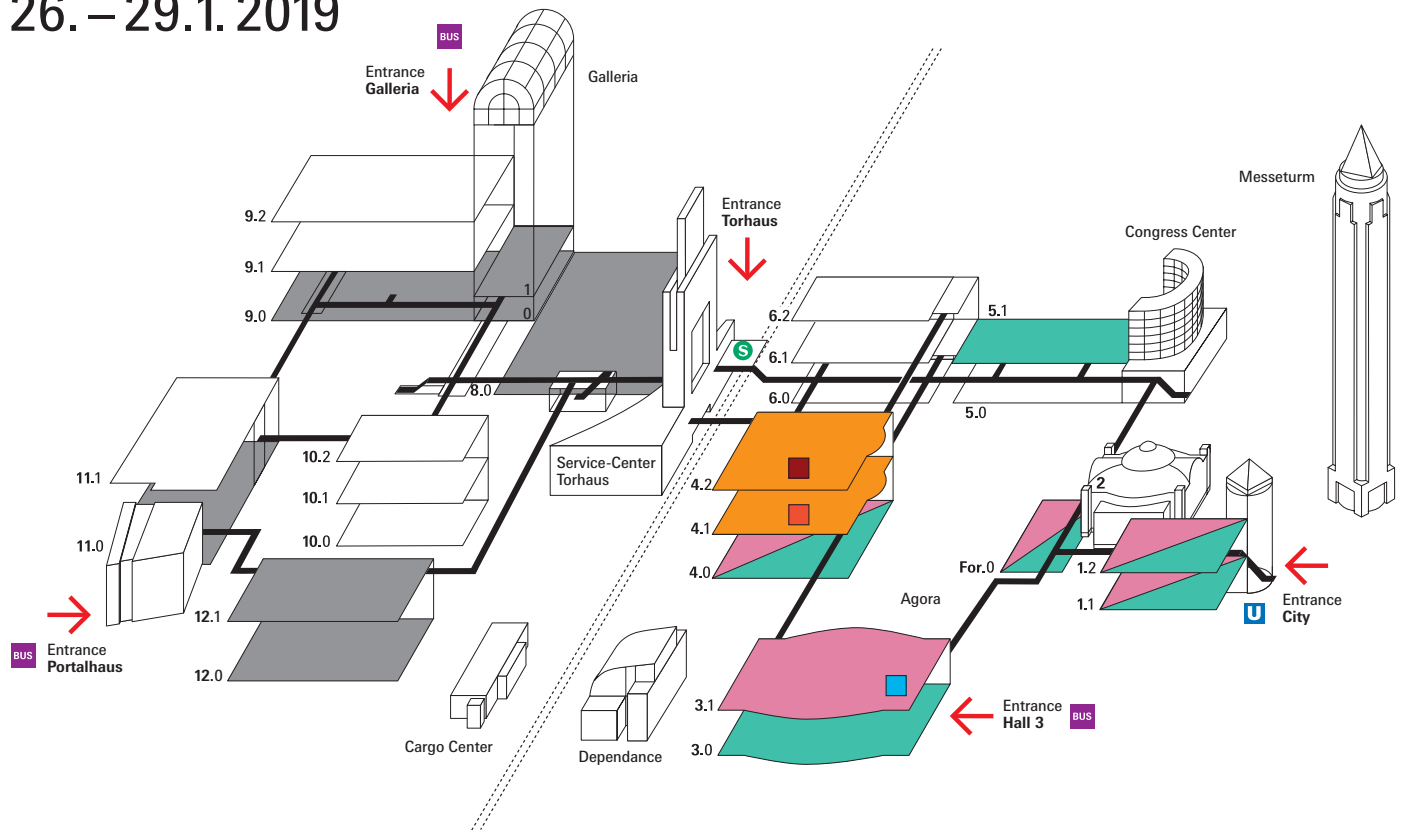 26. – 29.1. 2019
BUS
Entrance
Galleria
Galleria
9.2
9.1
9.0
1
0
8.0
Entrance
Torhaus
S
Messeturm
Congress Center
6.2
6.1
6.0
5.1
5.0
11.1
11.0
10.2
10.1
10.0
Service-Center
Torhaus
4.2
4.1
4.0
2
For.0
1.2
1.1
U
Entrance
City
Agora
12.1
12.0
BUS
Entrance
Portalhaus
Cargo Center
Dependance
3.1
3.0
Entrance
Hall 3
BUS